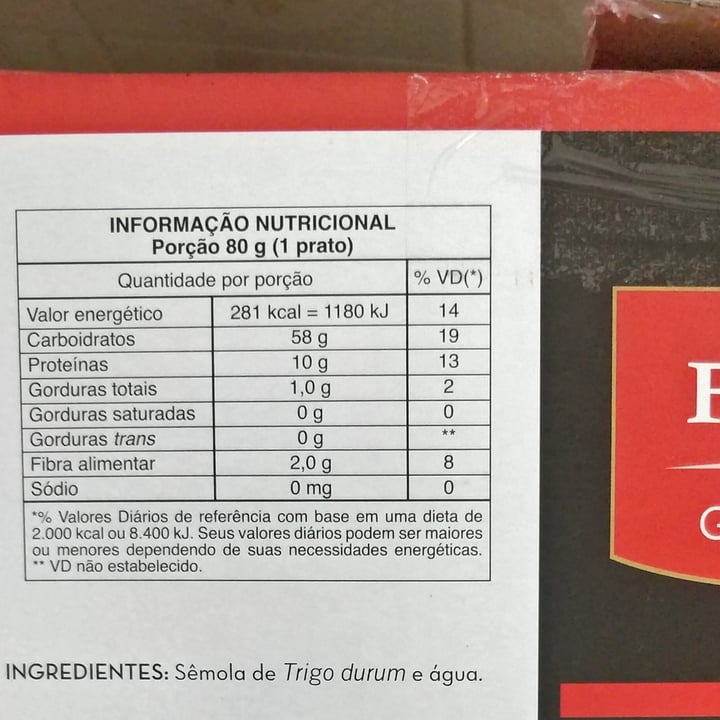 INFORMAÇÃO NUTRICIONAL
Porção 80 g (1 prato)
Quantidade por porção % VD(*)
Valor energético 281 kcal = 1180 kJ 14
Carboidratos 58 g 19
Proteínas 10 g 13
Gorduras totais 1,0 g 2
Gorduras saturadas 0 g 0
Gorduras trans 0 g **
Fibra alimentar 2,0 g 8
Sódio 0 mg 0
*% Valores Diários de referência com base em uma dieta de
2.000 kcal ou 8.400 kJ. Seus valores diários podem ser maiores
ou menores dependendo de suas necessidades energéticas.
** VD não estabelecido.
INGREDIENTES: Sêmola de Trigo durum e água.